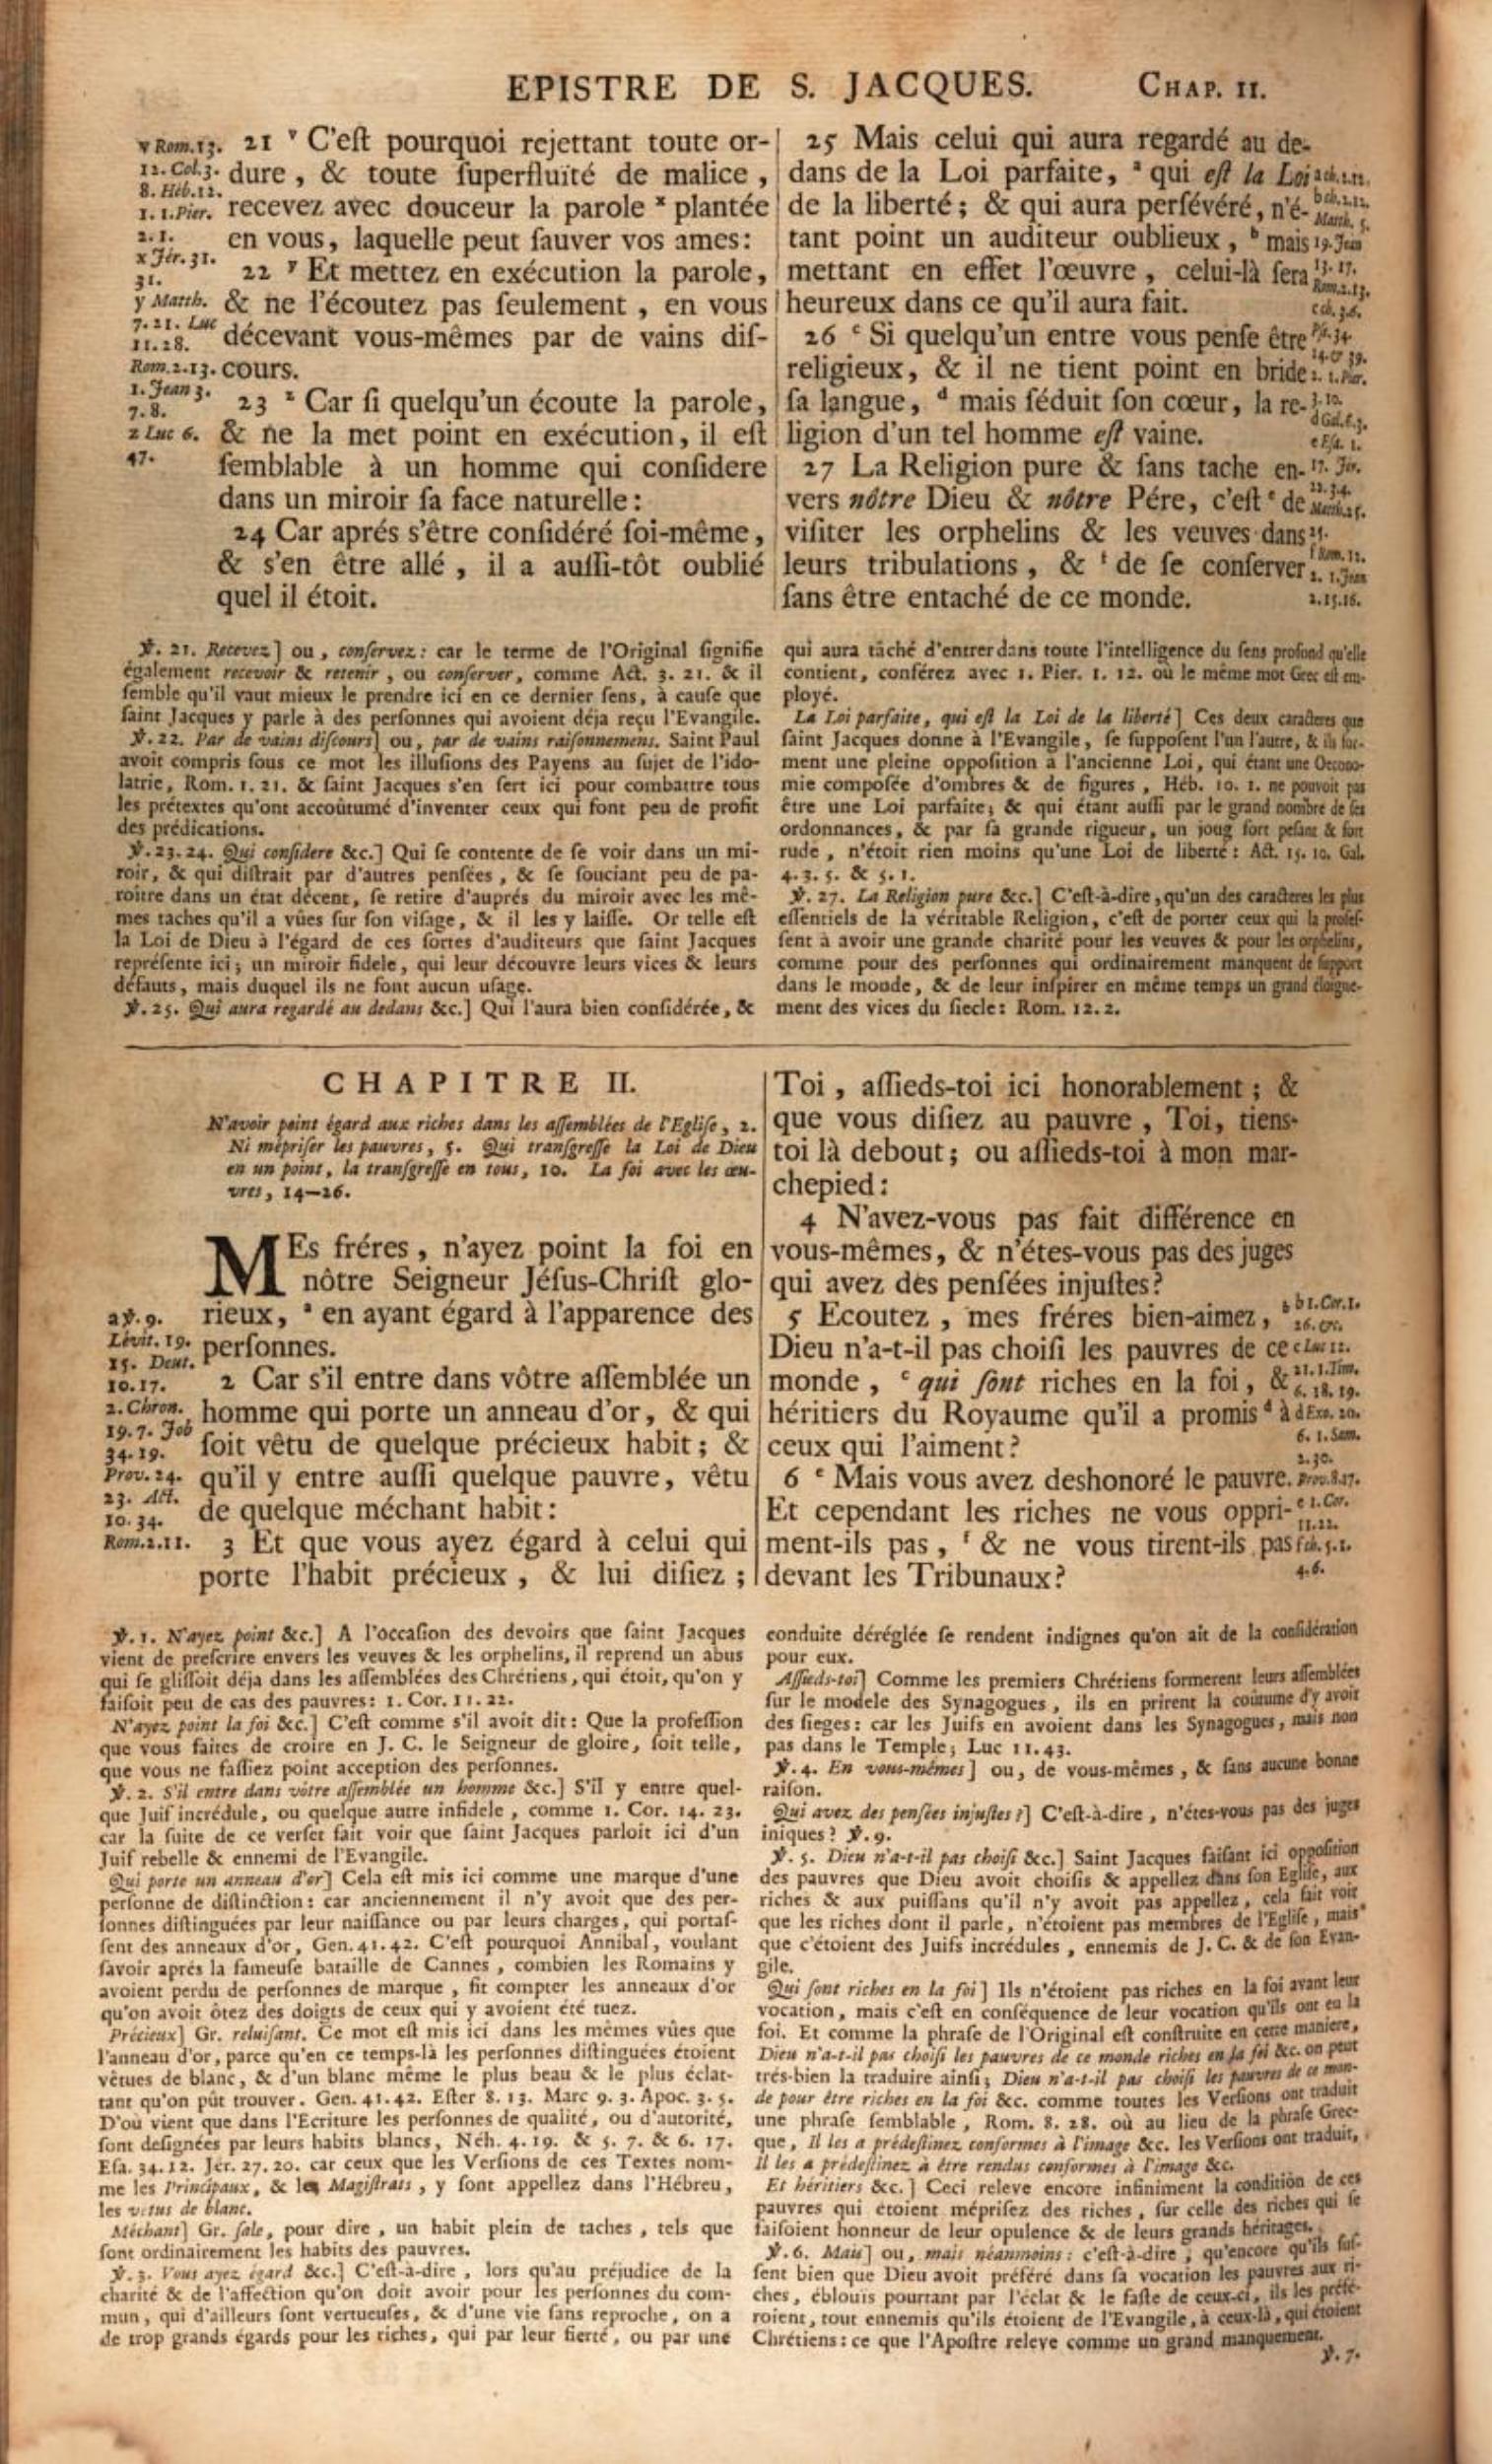 EPISTRE DE S. JACQUES. CHAP. II.
v Rom. 13.
12. Col. 3.
8. Héb. 12.
1. 1. Pier.
2. 1.
x Jér. 31.
31.
y Matth.
7. 21. Luc
11. 28.
Rom. 2. 13.
1. Jean 3.
7. 8.
z Luc 6.
47.
21 ᵛ C'eſt pourquoi rejettant toute or-
dure, & toute ſuperfluïté de malice,
recevez avec douceur la parole ˣ plantée
en vous, laquelle peut ſauver vos ames:
22 ʸ Et mettez en exécution la parole,
& ne l'écoutez pas ſeulement, en vous
décevant vous-mêmes par de vains diſ-
cours.
23 ᶻ Car ſi quelqu'un écoute la parole,
& ne la met point en exécution, il eſt
ſemblable à un homme qui conſidere
dans un miroir ſa face naturelle:
24 Car aprés s'être conſidéré ſoi-même,
& s'en être allé, il a auſſi-tôt oublié
quel il étoit.
25 Mais celui qui aura regardé au de-
dans de la Loi parfaite, ᵃ qui eſt la Loi
de la liberté; & qui aura perſévéré, n'é-
tant point un auditeur oublieux, ᵇ mais
mettant en effet l'œuvre, celui-là ſera
heureux dans ce qu'il aura fait.
26 ᶜ Si quelqu'un entre vous penſe être
religieux, & il ne tient point en bride
ſa langue, ᵈ mais ſéduit ſon cœur, la re-
ligion d'un tel homme eſt vaine.
27 La Religion pure & ſans tache en-
vers nôtre Dieu & nôtre Pére, c'eſt ᵉ de
viſiter les orphelins & les veuves dans
leurs tribulations, & ᶠ de ſe conſerver
ſans être entaché de ce monde.
a ch. 2. 12.
b ch. 2. 12.
Matth. 5.
19. Jean
13. 17.
Rom. 2. 13.
c ch. 3. 6.
Pſ. 34.
14. & 39.
2. 1. Pier.
3. 10.
d Gal. 6. 3.
e Eſa. 1.
17. Jér.
22. 3. 4.
Matth. 25.
f Rom. 12.
2. 1. Jean
2. 15. 16.
℣. 21. Recevez] ou, conſervez: car le terme de l'Original ſignifie
également recevoir & retenir, ou conſerver, comme Act. 3. 21. & il
ſemble qu'il vaut mieux le prendre ici en ce dernier ſens, à cauſe que
ſaint Jacques y parle à des perſonnes qui avoient déja reçu l'Evangile.
℣. 22. Par de vains diſcours] ou, par de vains raiſonnemens. Saint Paul
avoit compris ſous ce mot les illuſions des Payens au ſujet de l'ido-
latrie, Rom. 1. 21. & ſaint Jacques s'en ſert ici pour combattre tous
les prétextes qu'ont accoûtumé d'inventer ceux qui font peu de profit
des prédications.
℣. 23. 24. Qui conſidere &c.] Qui ſe contente de ſe voir dans un mi-
roir, & qui diſtrait par d'autres penſées, & ſe ſouciant peu de pa-
roitre dans un état décent, ſe retire d'auprés du miroir avec les mê-
mes taches qu'il a vûes ſur ſon viſage, & il les y laiſſe. Or telle eſt
la Loi de Dieu à l'égard de ces ſortes d'auditeurs que ſaint Jacques
repréſente ici; un miroir fidele, qui leur découvre leurs vices & leurs
défauts, mais duquel ils ne font aucun uſage.
℣. 25. Qui aura regardé au dedans &c.] Qui l'aura bien conſidérée, &
qui aura tâché d'entrer dans toute l'intelligence du ſens profond qu'elle
contient, conférez avec 1. Pier. 1. 12. où le même mot Grec eſt em-
ployé.
La Loi parfaite, qui eſt la Loi de la liberté] Ces deux caracteres que
ſaint Jacques donne à l'Evangile, ſe ſuppoſent l'un l'autre, & ils for-
ment une pleine oppoſition à l'ancienne Loi, qui étant une Oecono-
mie compoſée d'ombres & de figures, Héb. 10. 1. ne pouvoit pas
être une Loi parfaite; & qui étant auſſi par le grand nombre de ſes
ordonnances, & par ſa grande rigueur, un joug fort peſant & fort
rude, n'étoit rien moins qu'une Loi de liberté: Act. 15. 10. Gal.
4. 3. 5. & 5. 1.
℣. 27. La Religion pure &c.] C'eſt-à-dire, qu'un des caracteres les plus
eſſentiels de la véritable Religion, c'eſt de porter ceux qui la profeſ-
ſent à avoir une grande charité pour les veuves & pour les orphelins,
comme pour des perſonnes qui ordinairement manquent de ſupport
dans le monde, & de leur inſpirer en même temps un grand éloigne-
ment des vices du ſiecle: Rom. 12. 2.
CHAPITRE II.
N'avoir point égard aux riches dans les aſſemblées de l'Egliſe, 2.
Ni mépriſer les pauvres, 5. Qui tranſgreſſe la Loi de Dieu
en un point, la tranſgreſſe en tous, 10. La foi avec les œu-
vres, 14—26.
MEs fréres, n'ayez point la foi en
nôtre Seigneur Jéſus-Chriſt glo-
rieux, ᵃ en ayant égard à l'apparence des
personnes.
2 Car s'il entre dans vôtre aſſemblée un
homme qui porte un anneau d'or, & qui
ſoit vêtu de quelque précieux habit; &
qu'il y entre auſſi quelque pauvre, vêtu
de quelque méchant habit:
3 Et que vous ayez égard à celui qui
porte l'habit précieux, & lui diſiez;
a ℣. 9.
Lévit. 19.
15. Deut.
10. 17.
2. Chron.
19. 7. Job
34. 19.
Prov. 24.
23. Act.
10. 34.
Rom. 2. 11.
Toi, aſſieds-toi ici honorablement; &
que vous diſiez au pauvre, Toi, tiens-
toi là debout; ou aſſieds-toi à mon mar-
chepied:
4 N'avez-vous pas fait différence en
vous-mêmes, & n'étes-vous pas des juges
qui avez des penſées injuſtes?
5 Ecoutez, mes fréres bien-aimez, ᵇ
Dieu n'a-t-il pas choiſi les pauvres de ce
monde, ᶜ qui ſont riches en la foi, &
héritiers du Royaume qu'il a promis ᵈ à
ceux qui l'aiment?
6 ᵉ Mais vous avez deshonoré le pauvre.
Et cependant les riches ne vous oppri-
ment-ils pas, ᶠ & ne vous tirent-ils pas
devant les Tribunaux?
b 1. Cor. 1.
26. &c.
c Luc 12.
21. 1. Tim.
6. 18. 19.
d Exo. 20.
6. 1. Sam.
2. 30.
Prov. 8. 17.
e 1. Cor.
11. 22.
f ch. 5. 1.
4. 6.
℣. 1. N'ayez point &c.] A l'occaſion des devoirs que ſaint Jacques
vient de preſcrire envers les veuves & les orphelins, il reprend un abus
qui ſe gliſſoit déja dans les aſſemblées des Chrétiens, qui étoit, qu'on y
faiſoit peu de cas des pauvres: 1. Cor. 11. 22.
N'ayez point la foi &c.] C'eſt comme s'il avoit dit: Que la profeſſion
que vous faites de croire en J. C. le Seigneur de gloire, ſoit telle,
que vous ne faſſiez point acception des perſonnes.
℣. 2. S'il entre dans vôtre aſſemblée un homme &c.] S'il y entre quel-
que Juif incrédule, ou quelque autre infidele, comme 1. Cor. 14. 23.
car la ſuite de ce verſet fait voir que ſaint Jacques parloit ici d'un
Juif rebelle & ennemi de l'Evangile.
Qui porte un anneau d'or] Cela eſt mis ici comme une marque d'une
perſonne de diſtinction: car anciennement il n'y avoit que des per-
ſonnes diſtinguées par leur naiſſance ou par leurs charges, qui portaſ-
ſent des anneaux d'or, Gen. 41. 42. C'eſt pourquoi Annibal, voulant
ſavoir aprés la fameuſe bataille de Cannes, combien les Romains y
avoient perdu de perſonnes de marque, fit compter les anneaux d'or
qu'on avoit ôtez des doigts de ceux qui y avoient été tuez.
Précieux] Gr. reluiſant. Ce mot eſt mis ici dans les mêmes vûes que
l'anneau d'or, parce qu'en ce temps-là les perſonnes diſtinguées étoient
vêtues de blanc, & d'un blanc même le plus beau & le plus éclat-
tant qu'on pût trouver. Gen. 41. 42. Eſter 8. 13. Marc 9. 3. Apoc. 3. 5.
D'où vient que dans l'Ecriture les perſonnes de qualité, ou d'autorité,
ſont deſignées par leurs habits blancs, Néh. 4. 19. & 5. 7. & 6. 17.
Eſa. 34. 12. Jér. 27. 20. car ceux que les Verſions de ces Textes nom-
me les Principaux, & les Magiſtrats, y ſont appellez dans l'Hébreu,
les vetus de blanc.
Méchant] Gr. ſale, pour dire, un habit plein de taches, tels que
ſont ordinairement les habits des pauvres.
℣. 3. Vous ayez égard &c.] C'eſt-à-dire, lors qu'au préjudice de la
charité & de l'affection qu'on doit avoir pour les perſonnes du com-
mun, qui d'ailleurs ſont vertueuſes, & d'une vie ſans reproche, on a
de trop grands égards pour les riches, qui par leur fierté, ou par une
conduite déréglée ſe rendent indignes qu'on ait de la conſidération
pour eux.
Aſſieds-toi] Comme les premiers Chrétiens formerent leurs aſſemblées
ſur le modele des Synagogues, ils en prirent la coûtume d'y avoir
des ſieges: car les Juifs en avoient dans les Synagogues, mais non
pas dans le Temple; Luc 11. 43.
℣. 4. En vous-mêmes] ou, de vous-mêmes, & ſans aucune bonne
raiſon.
Qui avez des penſées injuſtes?] C'eſt-à-dire, n'étes-vous pas des juges
iniques? ℣. 9.
℣. 5. Dieu n'a-t-il pas choiſi &c.] Saint Jacques faiſant ici oppoſition
des pauvres que Dieu avoit choiſis & appellez dans ſon Egliſe, aux
riches & aux puiſſans qu'il n'y avoit pas appellez, cela fait voir
que les riches dont il parle, n'étoient pas membres de l'Egliſe, mais
que c'étoient des Juifs incrédules, ennemis de J. C. & de ſon Evan-
gile.
Qui ſont riches en la foi] Ils n'étoient pas riches en la foi avant leur
vocation, mais c'eſt en conſéquence de leur vocation qu'ils ont eu la
foi. Et comme la phraſe de l'Original eſt conſtruite en cette maniere,
Dieu n'a-t-il pas choiſi les pauvres de ce monde riches en la foi &c. on peut
trés-bien la traduire ainſi; Dieu n'a-t-il pas choiſi les pauvres de ce mon-
de pour être riches en la foi &c. comme toutes les Verſions ont traduit
une phraſe ſemblable, Rom. 8. 28. où au lieu de la phraſe Grec-
que, Il les a prédeſtinez conformes à l'image &c. les Verſions ont traduit,
Il les a prédeſtinez à être rendus conformes à l'image &c.
Et héritiers &c.] Ceci releve encore infiniment la condition de ces
pauvres qui étoient mépriſez des riches, ſur celle des riches qui ſe
faiſoient honneur de leur opulence & de leurs grands héritages.
℣. 6. Mais] ou, mais néanmoins: c'eſt-à-dire, qu'encore qu'ils ſuſ-
ſent bien que Dieu avoit préféré dans ſa vocation les pauvres aux ri-
ches, éblouïs pourtant par l'éclat & le faſte de ceux-ci, ils les préfé-
roient, tout ennemis qu'ils étoient de l'Evangile, à ceux-là, qui étoient
Chrétiens: ce que l'Apoſtre releve comme un grand manquement.
℣. 7.